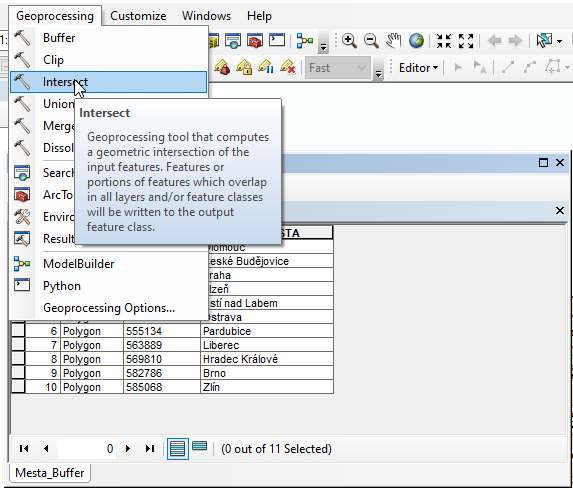 Geoprocessing Customize Windows Help
Buffer
Clip
Fast Editor
Intersect
Union
Merge
Intersect
Geoprocessing tool that computes
a geometric intersection of the
input features. Features or
portions of features which overlap
in all layers and/or feature classes
will be written to the output
feature class.
Dissol
Search
ArcTo
Enviro
Result
ModelBuilder
Python
Geoprocessing Options...
STA
lomouc
eské Budějovice
raha
lzeň
stí nad Labem
strava
6 Polygon 555134 Pardubice
7 Polygon 563889 Liberec
8 Polygon 569810 Hradec Králové
9 Polygon 582786 Brno
10 Polygon 585068 Zlín
0 (0 out of 11 Selected)
Mesta_Buffer